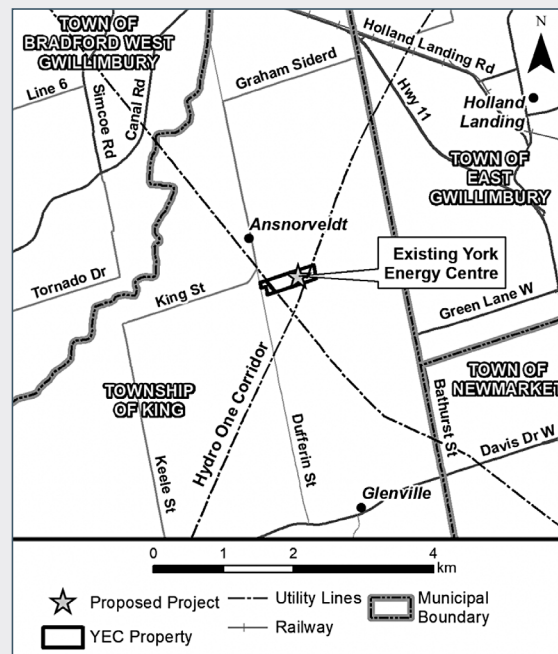 TOWN OF
BRADFORD WEST
GWILLIMBURY
Holland Landing Rd
N
Line 6
Simcoe Rd
Canal Rd
Graham Siderd
Hwy 11
Holland
Landing
TOWN OF
EAST
GWILLIMBURY
Ansnorveldt
Existing York
Energy Centre
Tornado Dr
King St
Green Lane W
TOWNSHIP
OF KING
Hydro One Corridor
TOWN OF
NEWMARKET
Bathurst St
Dufferin St
Davis Dr W
Keele St
Glenville
0 1 2 4
km
Proposed Project
Utility Lines
Municipal
Boundary
YEC Property
Railway